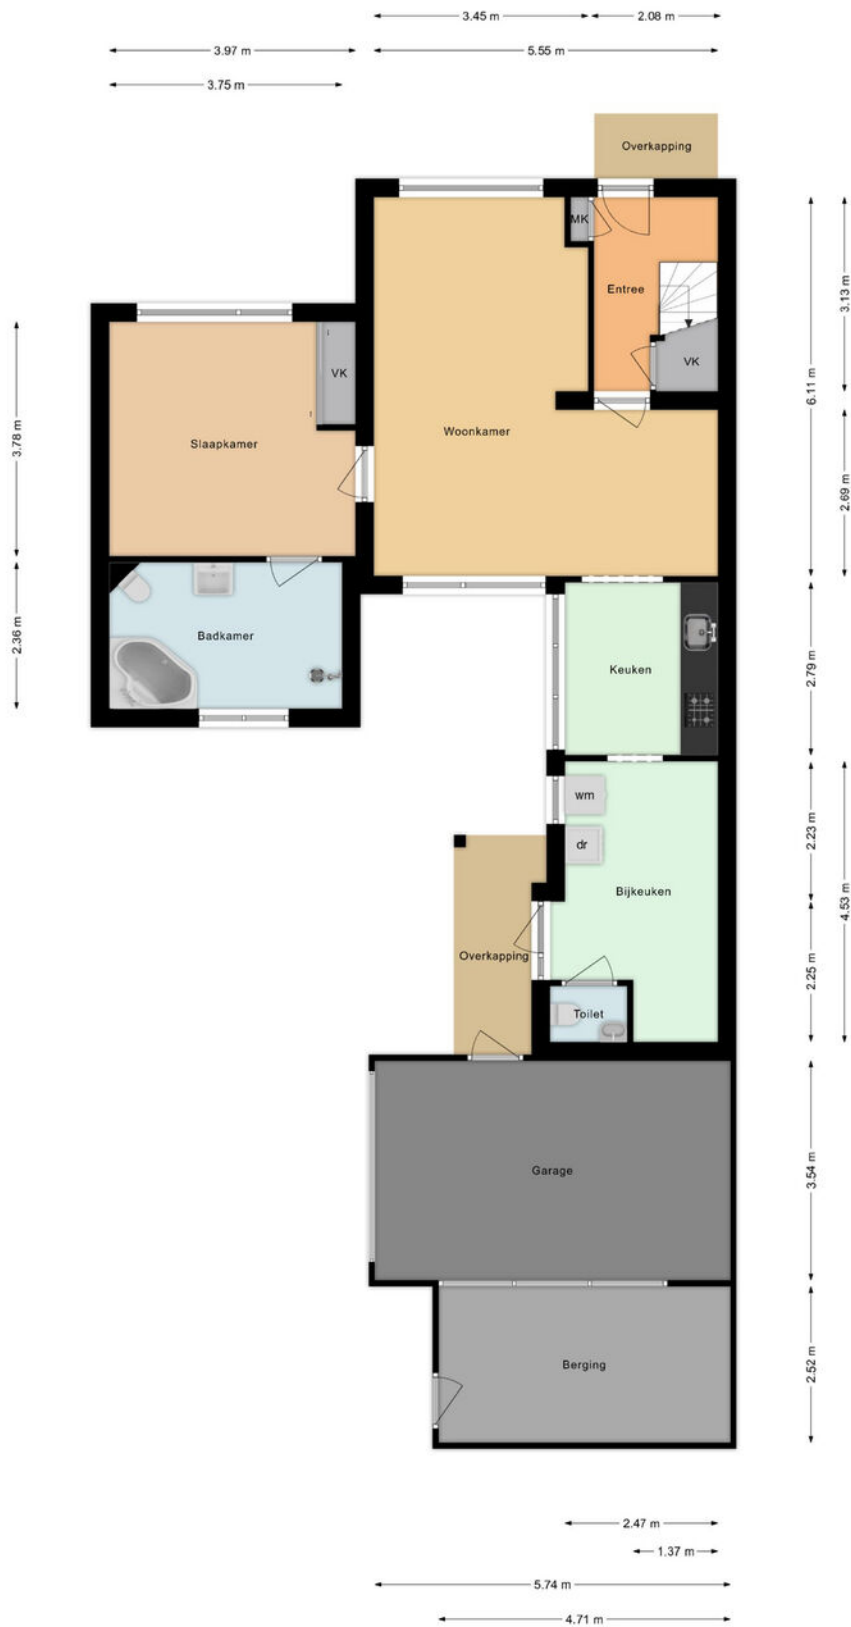 3.45 m
2.08 m
3.97 m
5.55 m
3.75 m
Overkapping
MK
Entree
3.13 m
VK
VK
6.11 m
Woonkamer
Slaapkamer
3.78 m
2.69 m
Badkamer
2.36 m
Keuken
2.79 m
wm
dr
2.23 m
Bijkeuken
4.53 m
Overkapping
2.25 m
Toilet
Garage
3.54 m
Berging
2.52 m
2.47 m
1.37 m
5.74 m
4.71 m